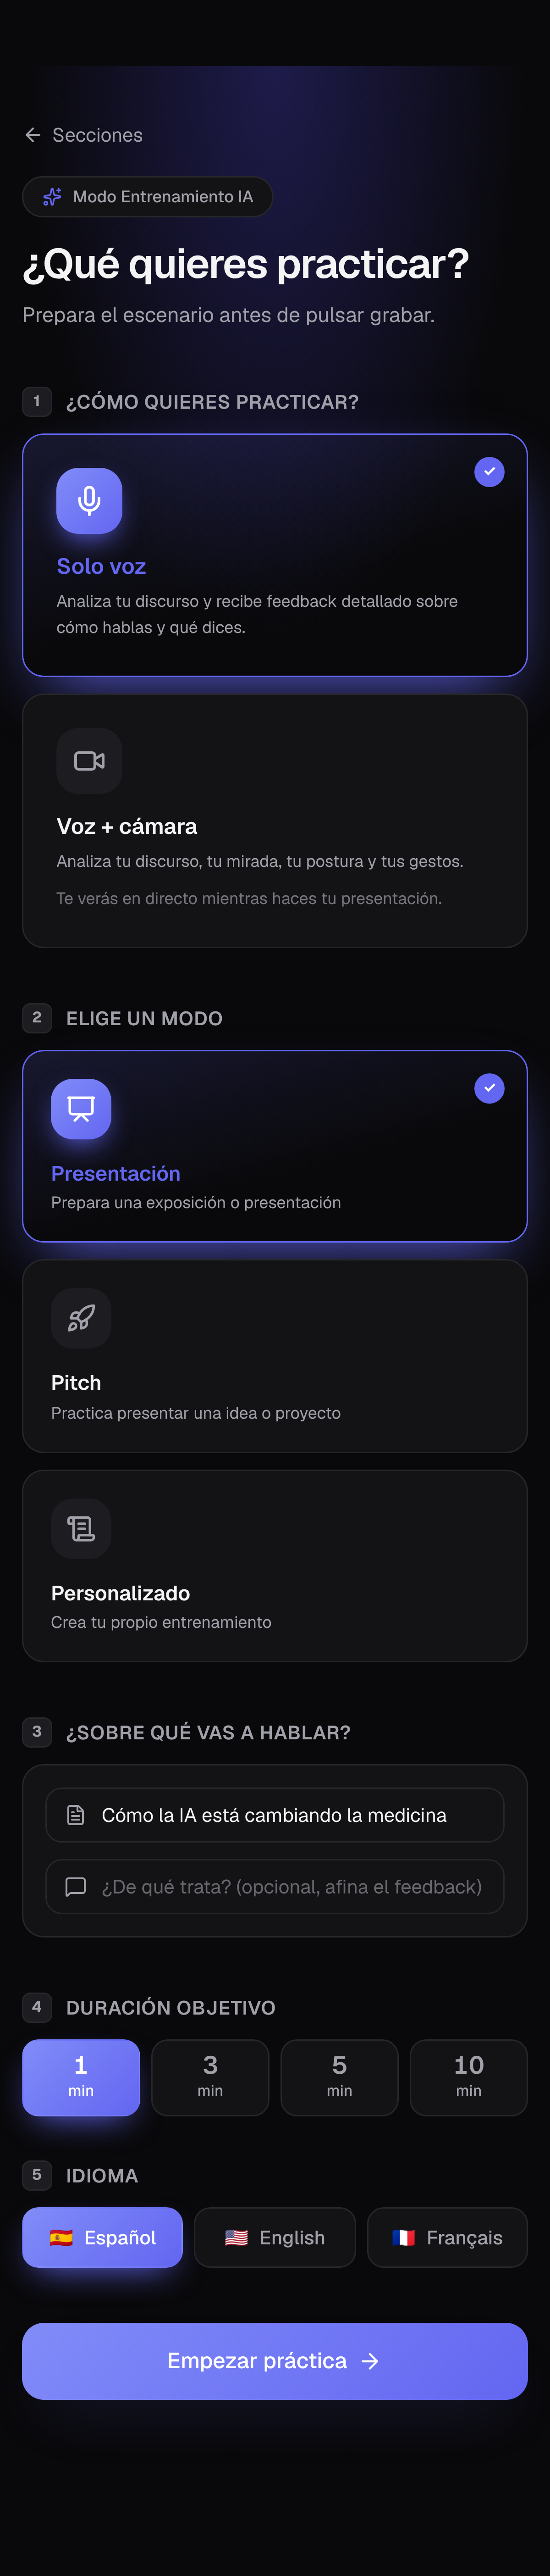 Secciones
Modo Entrenamiento IA
¿Qué quieres practicar?
Prepara el escenario antes de pulsar grabar.
1 ¿CÓMO QUIERES PRACTICAR?
Solo voz
Analiza tu discurso y recibe feedback detallado sobre
cómo hablas y qué dices.
Voz + cámara
Analiza tu discurso, tu mirada, tu postura y tus gestos.
Te verás en directo mientras haces tu presentación.
2 ELIGE UN MODO
Presentación
Prepara una exposición o presentación
Pitch
Practica presentar una idea o proyecto
Personalizado
Crea tu propio entrenamiento
3 ¿SOBRE QUÉ VAS A HABLAR?
Cómo la IA está cambiando la medicina
¿De qué trata? (opcional, afina el feedback)
4 DURACIÓN OBJETIVO
1 3 5 10
min min min min
5 IDIOMA
Español English Français
Empezar práctica